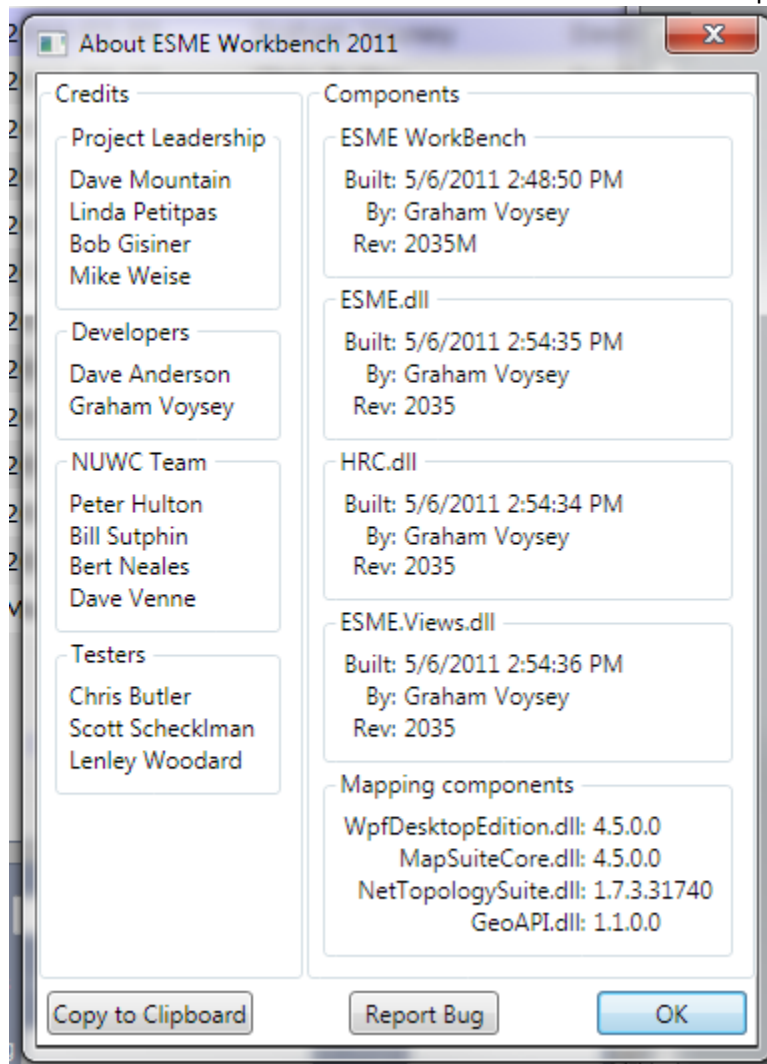 About ESME Workbench 2011
Credits
Project Leadership
Dave Mountain
Linda Petitpas
Bob Gisiner
Mike Weise
Developers
Dave Anderson
Graham Voysey
NUWC Team
Peter Hulton
Bill Sutphin
Bert Neales
Dave Venne
Testers
Chris Butler
Scott Schecklman
Lenley Woodard
Components
ESME WorkBench
Built: 5/6/2011 2:48:50 PM
By: Graham Voysey
Rev: 2035M
ESME.dll
Built: 5/6/2011 2:54:35 PM
By: Graham Voysey
Rev: 2035
HRC.dll
Built: 5/6/2011 2:54:34 PM
By: Graham Voysey
Rev: 2035
ESME.Views.dll
Built: 5/6/2011 2:54:36 PM
By: Graham Voysey
Rev: 2035
Mapping components
WpfDesktopEdition.dll: 4.5.0.0
MapSuiteCore.dll: 4.5.0.0
NetTopologySuite.dll: 1.7.3.31740
GeoAPI.dll: 1.1.0.0
Copy to Clipboard
Report Bug
OK